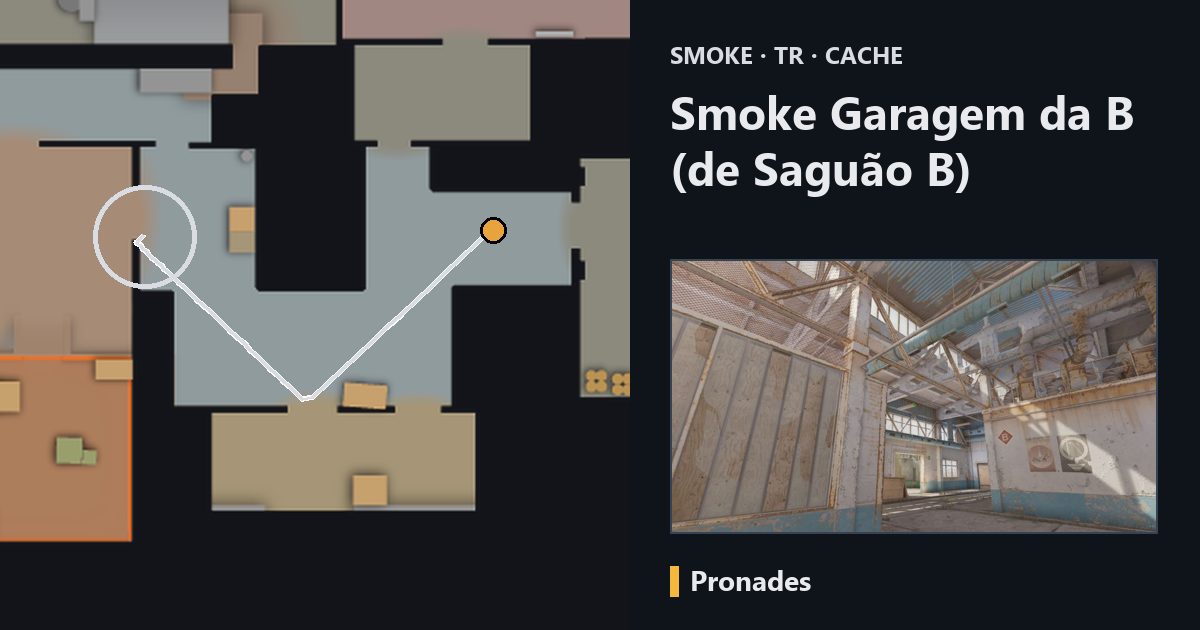 SMOKE · TR · CACHE
Smoke Garagem da B
(de Saguão B)
Pronades